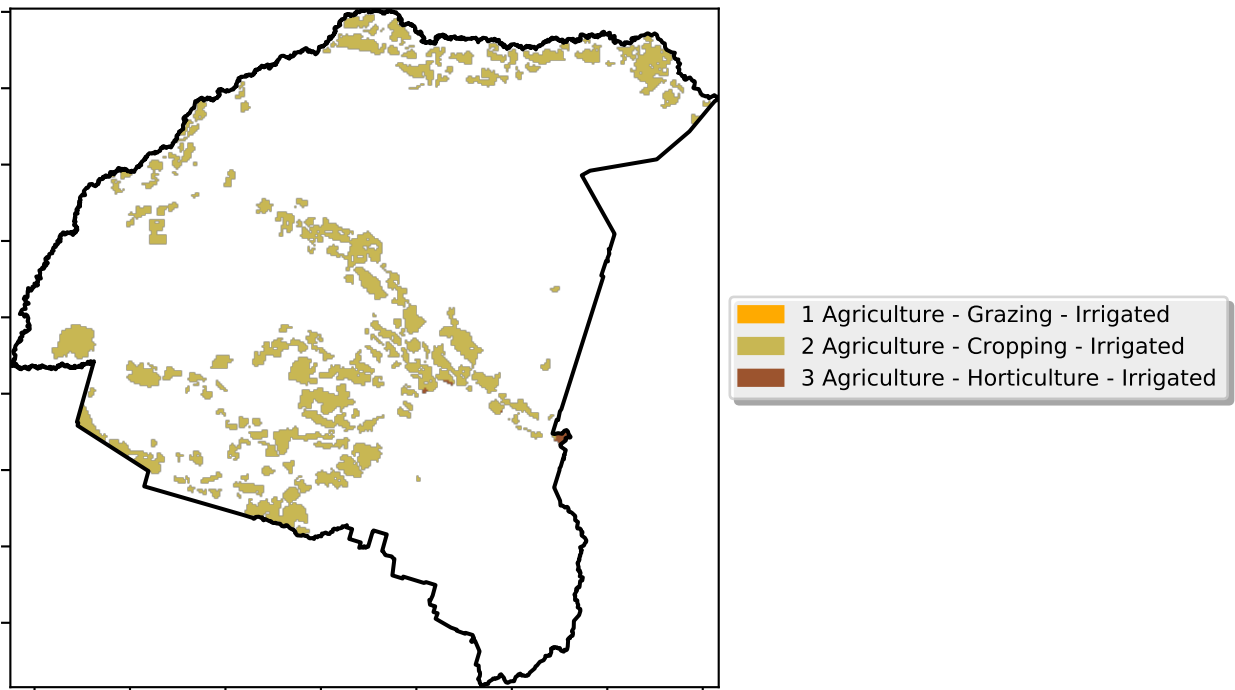 1 Agriculture - Grazing - Irrigated
2 Agriculture - Cropping - Irrigated
3 Agriculture - Horticulture - Irrigated